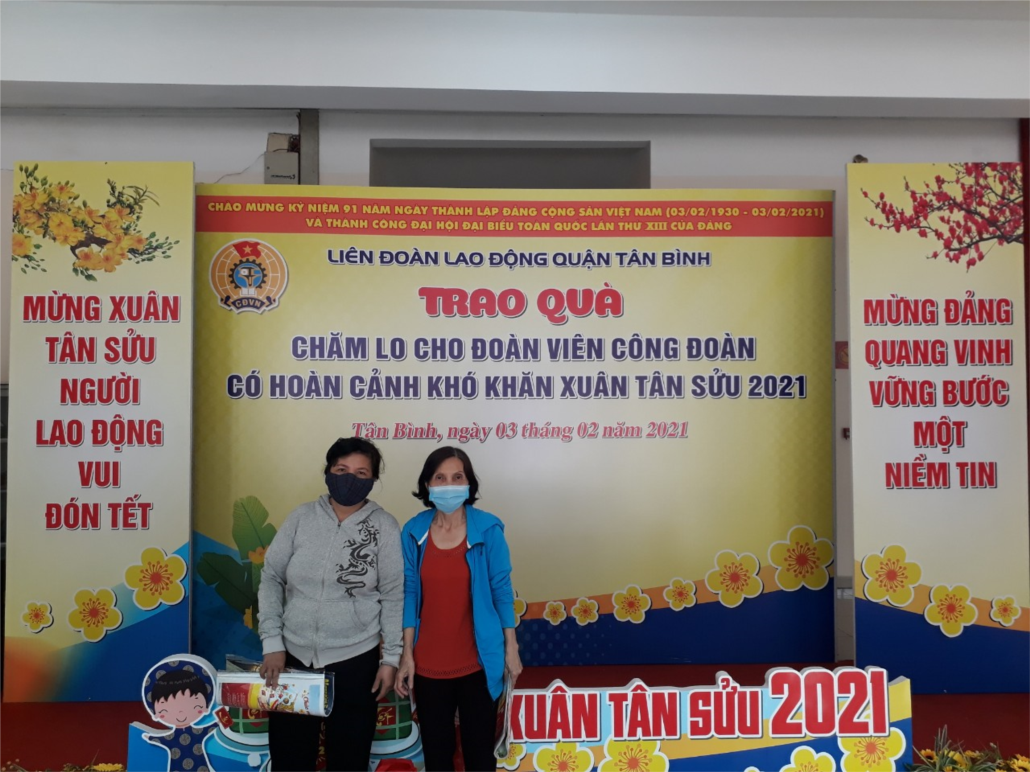 MỪNG XUÂN
TÂN SỬU
NGƯỜI
LAO ĐỘNG
VUI
ĐÓN TẾT
CHÀO MỪNG KỶ NIỆM 91 NĂM NGÀY THÀNH LẬP ĐẢNG CỘNG SẢN VIỆT NAM (03/02/1930 - 03/02/2021)
VÀ THÀNH CÔNG ĐẠI HỘI ĐẠI BIỂU TOÀN QUỐC LẦN THỨ XIII CỦA ĐẢNG
CĐVN
LIÊN ĐOÀN LAO ĐỘNG QUẬN TÂN BÌNH
TRAO QUÀ
CHĂM LO CHO ĐOÀN VIÊN CÔNG ĐOÀN
CÓ HOÀN CẢNH KHÓ KHĂN XUÂN TÂN SỬU 2021
Tân Bình, ngày 03 tháng 02 năm 2021
MỪNG ĐẢNG
QUANG VINH
VỮNG BƯỚC
MỘT
NIỀM TIN
XUÂN TÂN SỬU 2021